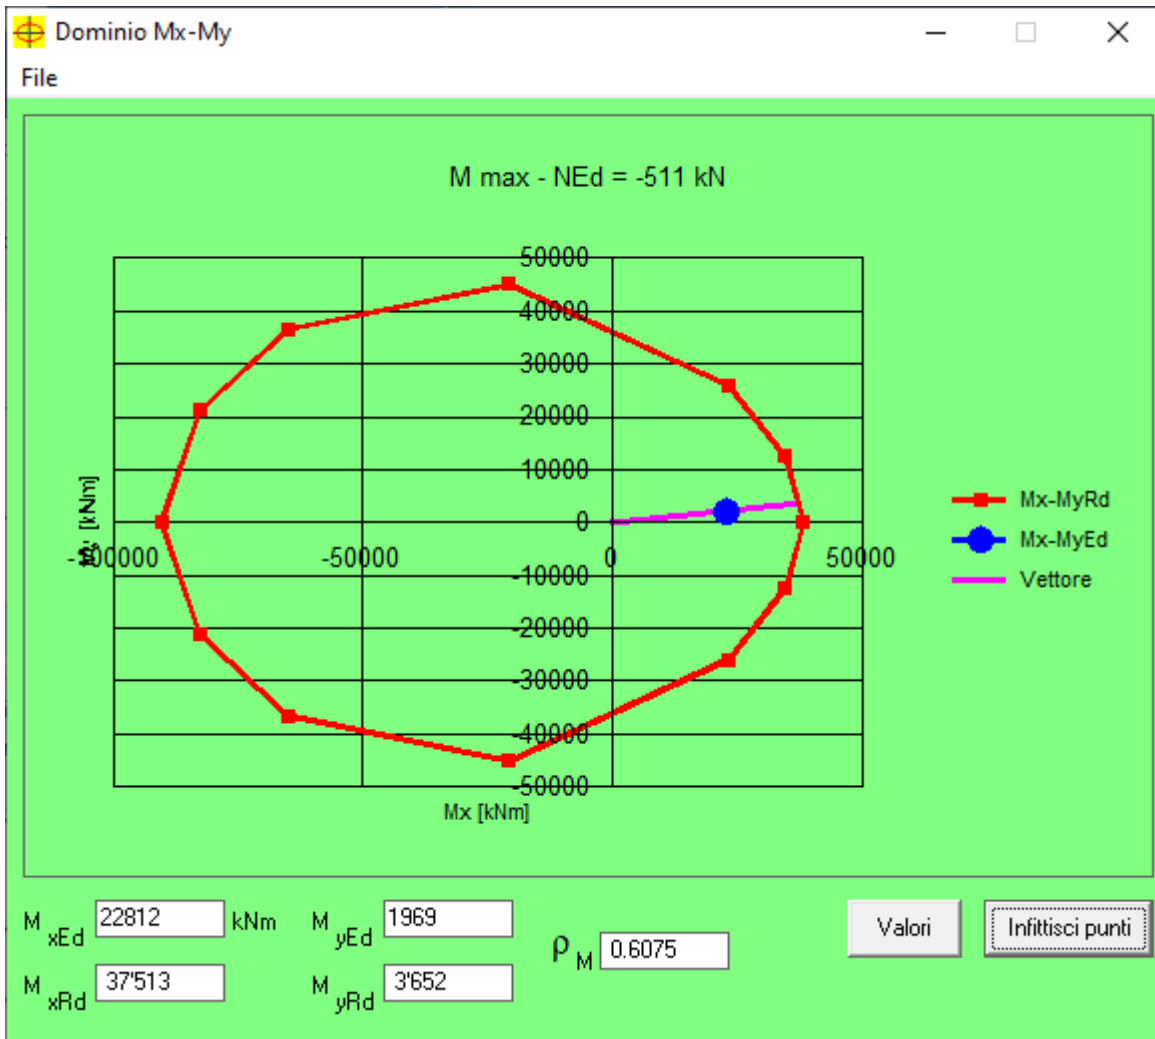 Dominio Mx-My
File
M max - NEd = -511 kN
50000
40000
30000
20000
10000
0
-10000
-20000
-30000
-40000
-50000
-100000 -50000 0 50000
[kNm]
Mx [kNm]
Mx-MyRd
Mx-MyEd
Vettore
M xEd 22812 kNm M yEd 1969
M xRd 37'513 M yRd 3'652
ρ M 0.6075
Valori Infittisci punti